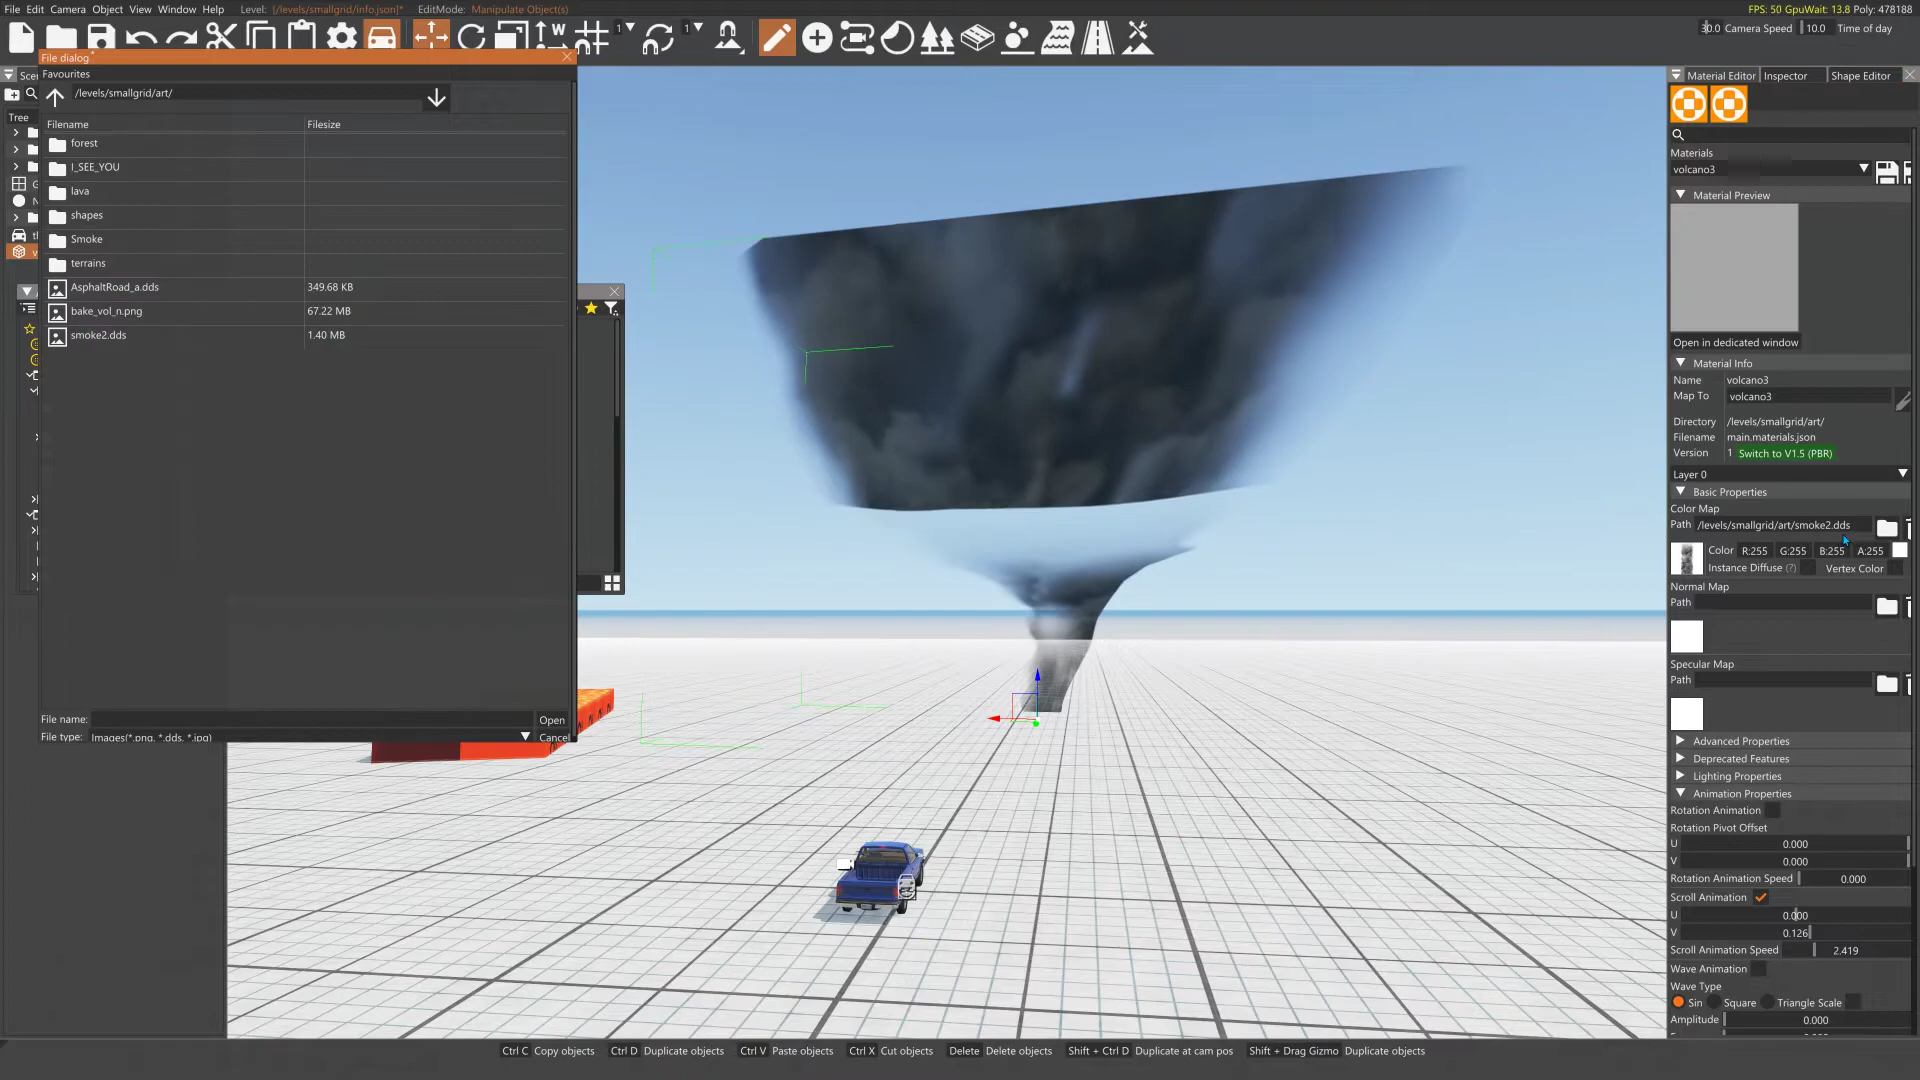 File Edit Camera Object View Window Help Level: [/levels/smallgrid/info.json]* EditMode: Manipulate Object(s)
FPS: 50 GpuWait: 13.8 Poly: 478188
30.0 Camera Speed 10.0 Time of day
File dialog
Favourites
/levels/smallgrid/art/
Tree
Filename Filesize
forest
I_SEE_YOU
lava
shapes
Smoke
terrains
AsphaltRoad_a.dds 349.68 KB
bake_vol_n.png 67.22 MB
smoke2.dds 1.40 MB
File name: Open
File type: Images(*.png, *.dds, *.jpg) Cancel
Material Editor Inspector Shape Editor
Materials
volcano3
Material Preview
Open in dedicated window
Material Info
Name volcano3
Map To volcano3
Directory /levels/smallgrid/art/
Filename main.materials.json
Version 1 Switch to V1.5 (PBR)
Layer 0
Basic Properties
Color Map
Path /levels/smallgrid/art/smoke2.dds
Color R:255 G:255 B:255 A:255
Instance Diffuse (?) Vertex Color
Normal Map
Path
Specular Map
Path
Advanced Properties
Deprecated Features
Lighting Properties
Animation Properties
Rotation Animation
Rotation Pivot Offset
U 0.000
V 0.000
Rotation Animation Speed 0.000
Scroll Animation
U 0.000
V 0.126
Scroll Animation Speed 2.419
Wave Animation
Wave Type
Sin Square Triangle Scale
Amplitude 0.000
Ctrl C Copy objects Ctrl D Duplicate objects Ctrl V Paste objects Ctrl X Cut objects Delete Delete objects Shift + Ctrl D Duplicate at cam pos Shift + Drag Gizmo Duplicate objects